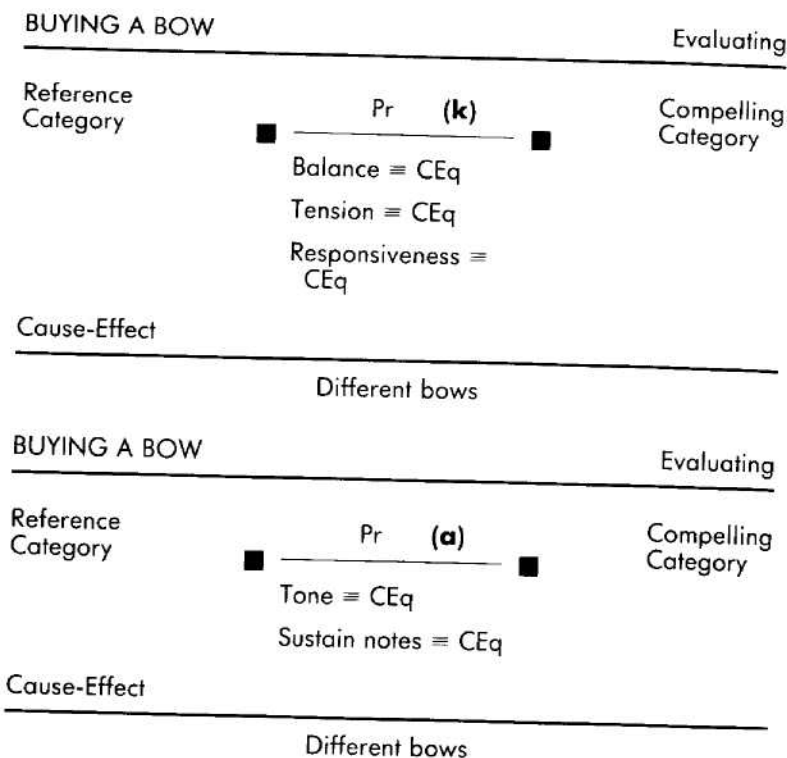 BUYING A BOW Evaluating
Reference Category Pr (k) Compelling Category
Balance ≡ CEq
Tension ≡ CEq
Responsiveness ≡
CEq
Cause-Effect
Different bows
BUYING A BOW Evaluating
Reference Category Pr (a) Compelling Category
Tone ≡ CEq
Sustain notes ≡ CEq
Cause-Effect
Different bows